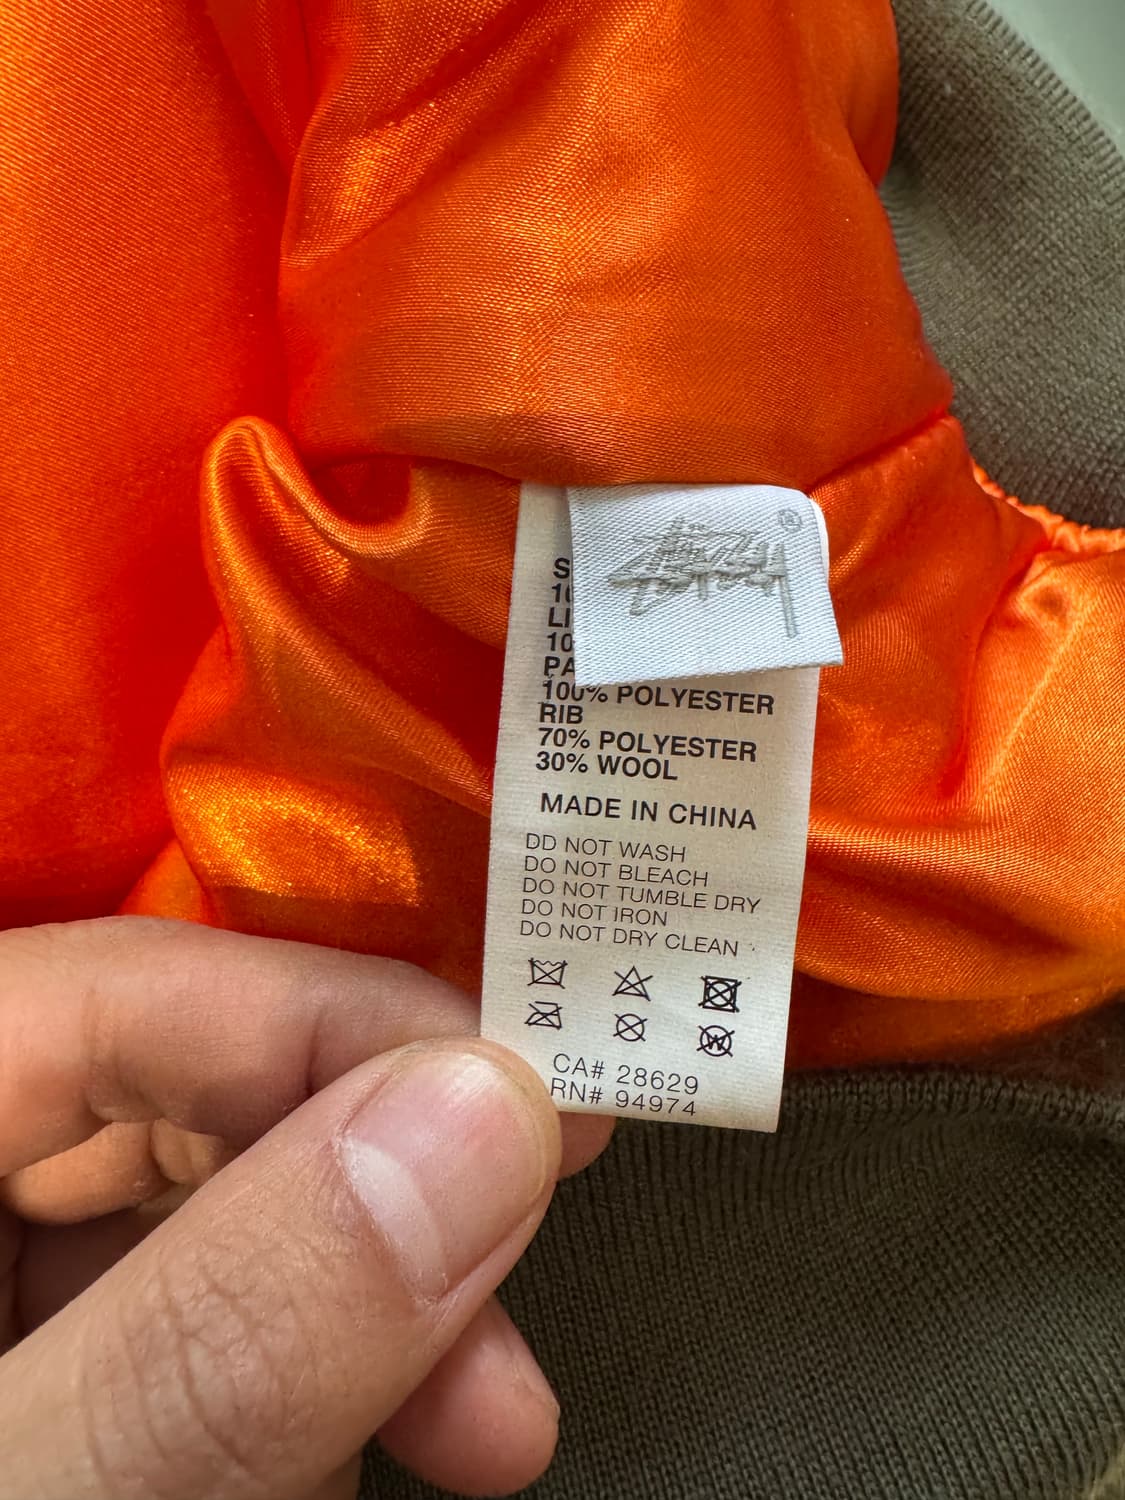 Stüssy ®
100% POLYESTER
RIB
70% POLYESTER
30% WOOL
MADE IN CHINA
DD NOT WASH
DO NOT BLEACH
DO NOT TUMBLE DRY
DO NOT IRON
DO NOT DRY CLEAN
W
CA# 28629
RN# 94974